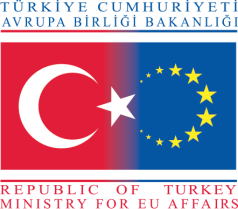 TÜRKİYE CUMHURİYETİ
AVRUPA BİRLİĞİ BAKANLIĞI
REPUBLIC OF TURKEY
MINISTRY FOR EU AFFAIRS